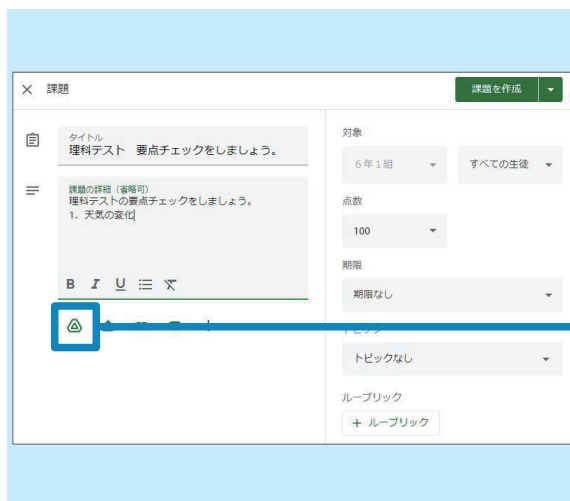 課題
課題を作成
タイトル
理科テスト 要点チェックをしましょう。
課題の詳細（省略可）
理科テストの要点チェックをしましょう。
1. 天気の変化
B I U
対象
6年1組
すべての生徒
点数
100
期限
期限なし
トピックなし
ルーブリック
+ ルーブリック